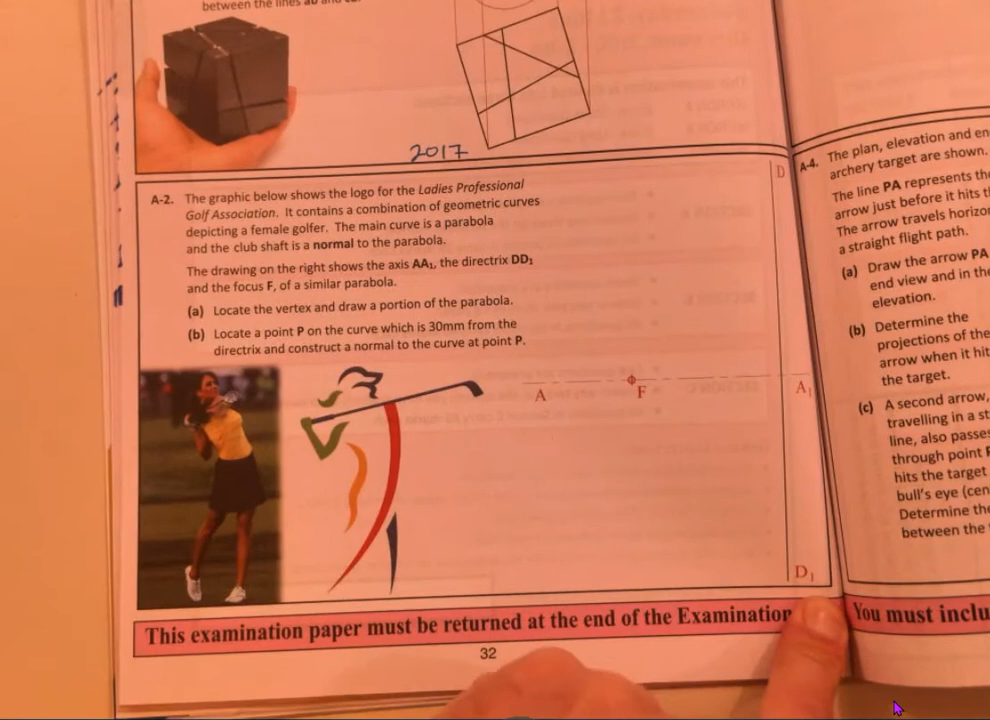 between the lines ab and
2017
A-2. The graphic below shows the logo for the Ladies Professional
Golf Association. It contains a combination of geometric curves
depicting a female golfer. The main curve is a parabola
and the club shaft is a normal to the parabola.
The drawing on the right shows the axis AA₁, the directrix DD₁
and the focus F, of a similar parabola.
(a) Locate the vertex and draw a portion of the parabola.
(b) Locate a point P on the curve which is 30mm from the
directrix and construct a normal to the curve at point P.
D
A
F
A₁
D₁
This examination paper must be returned at the end of the Examination
32
A-4. The plan, elevation and en
archery target are shown.
The line PA represents the
arrow just before it hits t
The arrow travels horizon
a straight flight path.
(a) Draw the arrow PA
end view and in the
elevation.
(b) Determine the
projections of the
arrow when it hit
the target.
(c) A second arrow,
travelling in a st
line, also passes
through point P
hits the target
bull's eye (cen
Determine the
between the
You must inclu